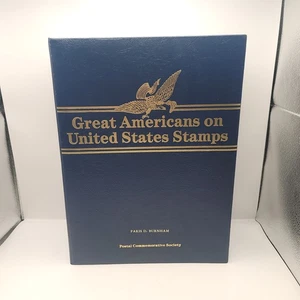 Great Americans on
United States Stamps
Postal Commemorative Society